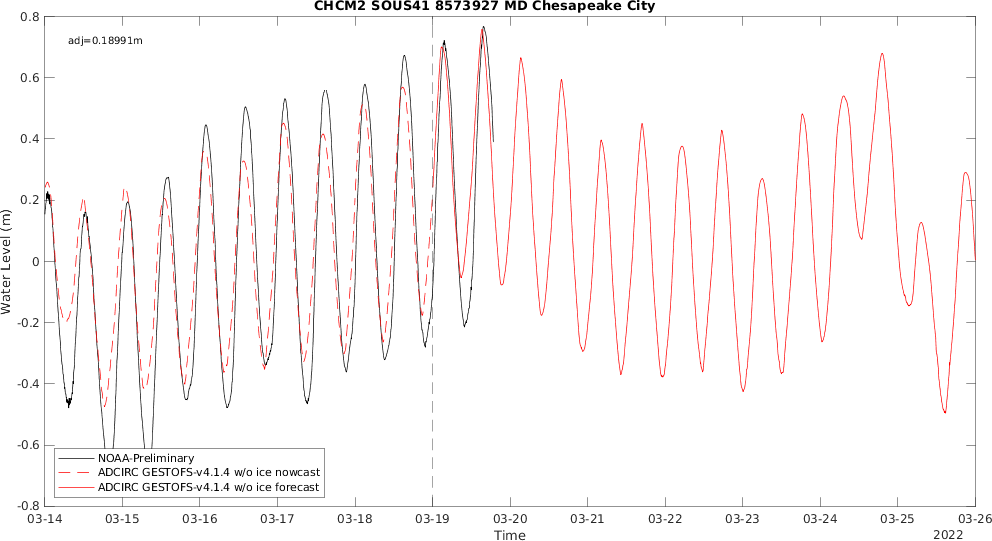 CHCM2 SOUS41 8573927 MD Chesapeake City
adj=0.18991m
Water Level (m)
0.8
0.6
0.4
0.2
0
-0.2
-0.4
-0.6
-0.8
NOAA-Preliminary
ADCIRC GESTOFS-v4.1.4 w/o ice nowcast
ADCIRC GESTOFS-v4.1.4 w/o ice forecast
03-14 03-15 03-16 03-17 03-18 03-19 03-20 03-21 03-22 03-23 03-24 03-25 03-26
Time
2022